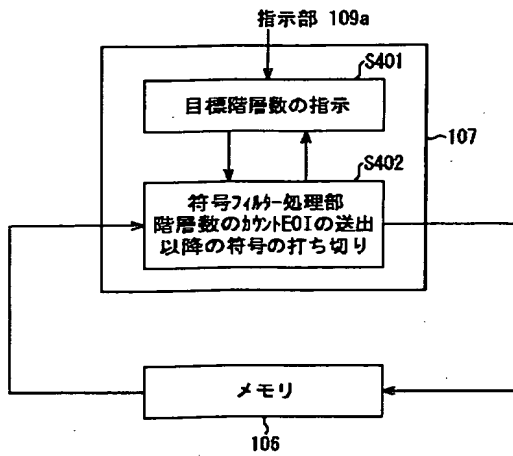 指示部 109a
S401
目標階層数の指示
107
S402
符号フィルター処理部
階層数のカウントEOIの送出
以降の符号の打ち切り
メモリ
106